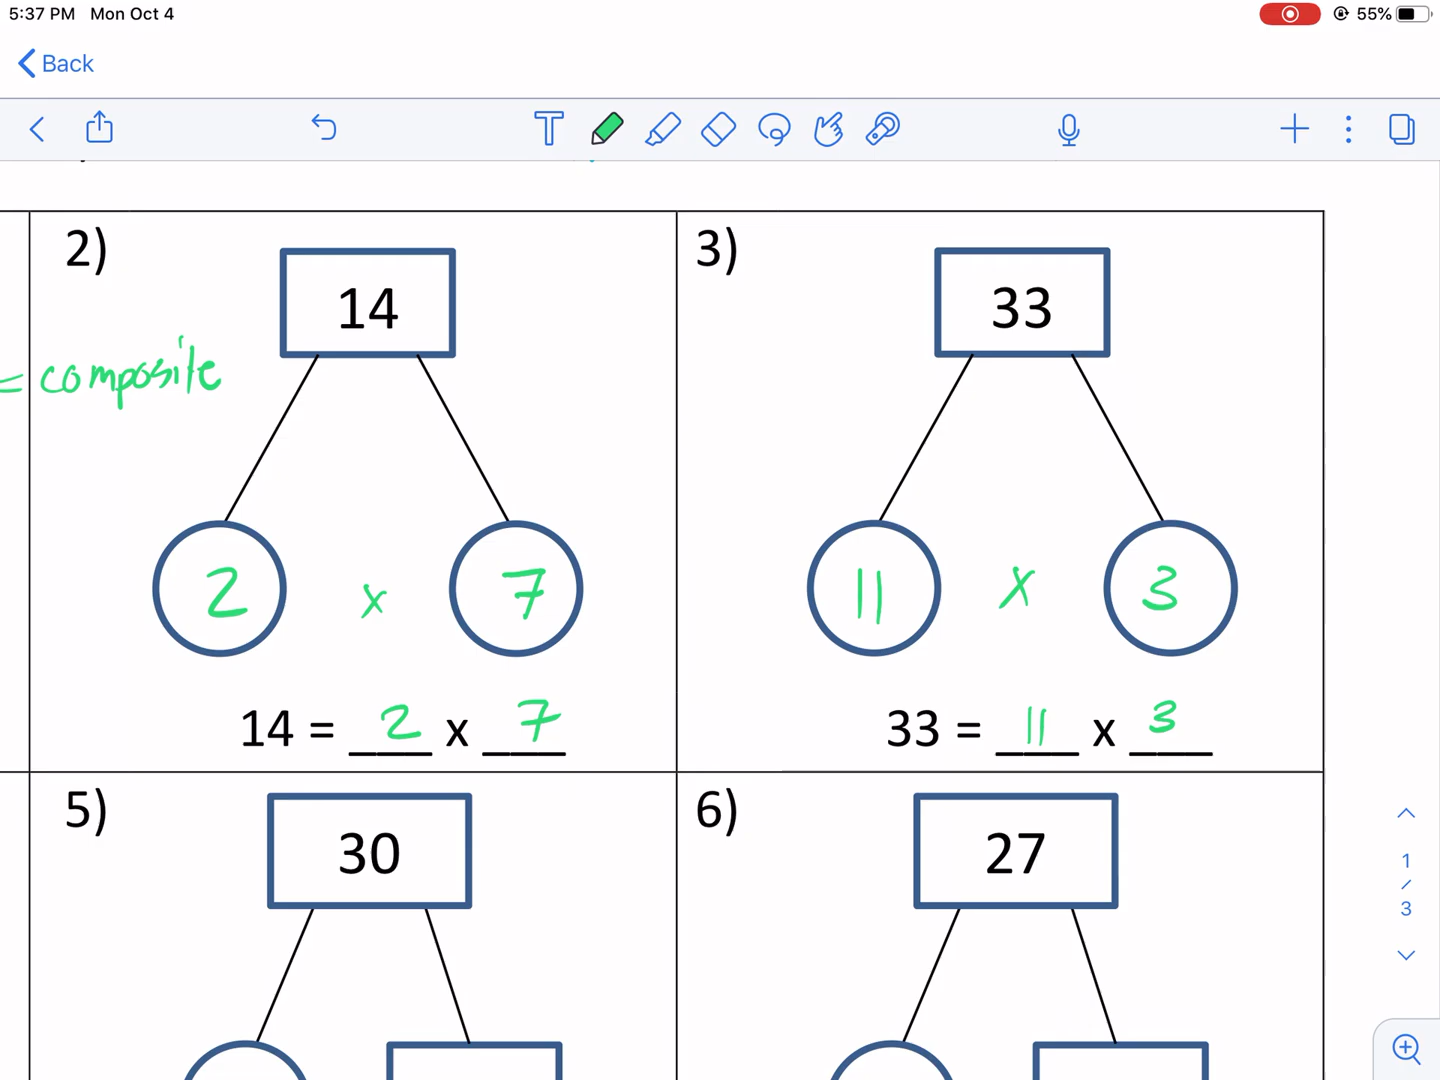 5:37 PM Mon Oct 4 55%
Back
T
2) 3)
14 33
= composite
2 x 7 11 x 3
14 = 2 x 7 33 = 11 x 3
5) 6)
30 27
1
/
3